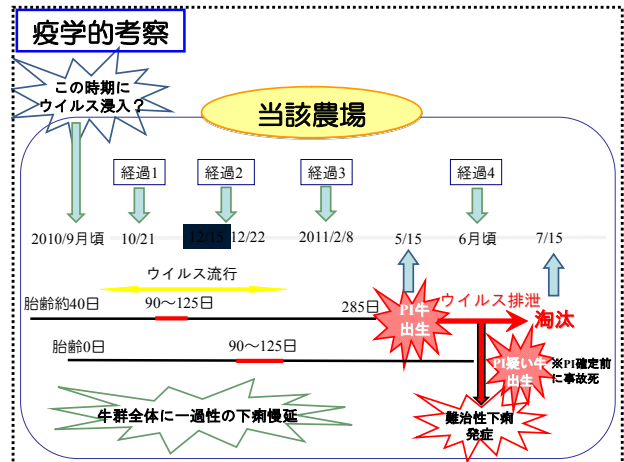 疫学的考察
この時期に
ウイルス浸入？
当該農場
経過1
経過2
経過3
経過4
2010/9月頃
10/21
12/15-12/22
2011/2/8
5/15
6月頃
7/15
ウイルス流行
胎齢約40日
90～125日
285日
PI牛
出生
ウイルス排泄
淘汰
胎齢0日
90～125日
PI疑い牛
出生
※PI確定前
に事故死
牛群全体に一過性の下痢慢延
難治性下痢
発症